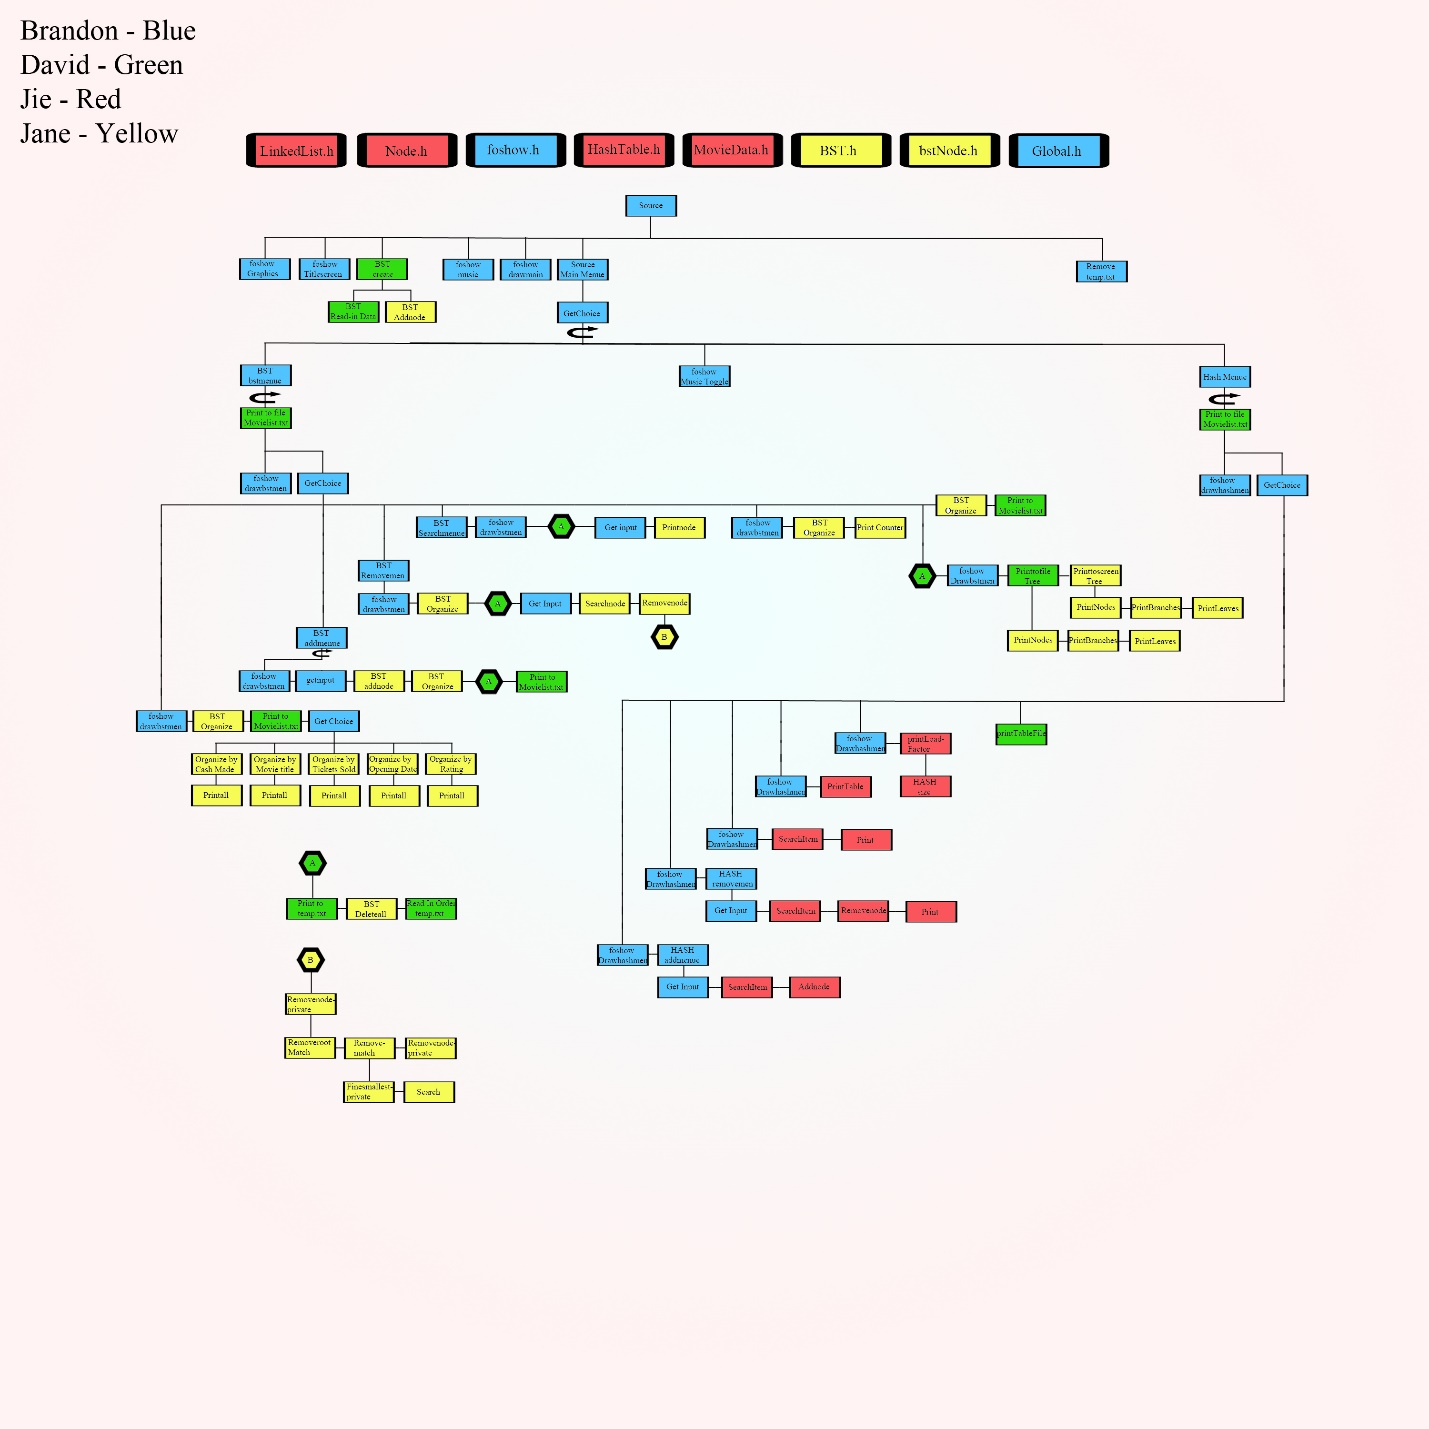 Brandon - Blue
David - Green
Jie - Red
Jane - Yellow
LinkedList.h
Node.h
foshow.h
HashTable.h
MovieData.h
BST.h
bstNode.h
Global.h
Source
foshow
Graphics
foshow
Titlescreen
BST
create
foshow
music
foshow
drawmain
Source
Main Menue
Remove
temp.txt
BST
Read-in Data
BST
Addnode
GetChoice
BST
bstmenue
foshow
Music Toggle
Hash Menue
Print to file
Movielist.txt
Print to file
Movielist.txt
foshow
drawbstmen
GetChoice
foshow
drawhashmen
GetChoice
BST
Organize
Print to
Movielist.txt
BST
Searchmenue
foshow
drawbstmen
A
Get input
Printnode
foshow
drawbstmen
BST
Organize
Print Counter
BST
Removemen
A
foshow
Drawbstmen
Printtofile
Tree
Printtoscreen
Tree
foshow
drawbstmen
BST
Organize
A
Get Input
Searchnode
Removenode
PrintNodes
PrintBranches
PrintLeaves
B
BST
addmenue
PrintNodes
PrintBranches
PrintLeaves
foshow
drawbstmen
getinput
BST
addnode
BST
Organize
A
Print to
Movielist.txt
foshow
drawbstmen
BST
Organize
Print to
Movielist.txt
Get Choice
Organize by
Cash Made
Organize by
Movie title
Organize by
Tickets Sold
Organize by
Opening Date
Organize by
Rating
Printall
Printall
Printall
Printall
Printall
printTableFile
foshow
Drawhashmen
printLoad-
Factor
foshow
Drawhashmen
PrintTable
HASH
size
foshow
Drawhashmen
SearchItem
Print
foshow
Drawhashmen
HASH
removemen
Get Input
SearchItem
Removenode
Print
foshow
Drawhashmen
HASH
addmenue
Get Input
SearchItem
Addnode
A
Print to
temp.txt
BST
Deleteall
Read In Order
temp.txt
B
Removenode-
private
Removeroot
Match
Remove-
match
Removenode-
private
Finesmallest-
private
Search